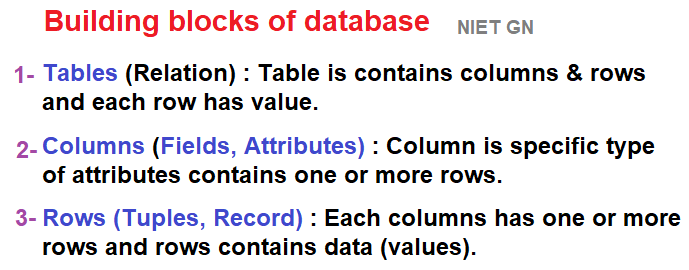 Building blocks of database NIET GN
1- Tables (Relation) : Table is contains columns & rows
and each row has value.
2- Columns (Fields, Attributes) : Column is specific type
of attributes contains one or more rows.
3- Rows (Tuples, Record) : Each columns has one or more
rows and rows contains data (values).